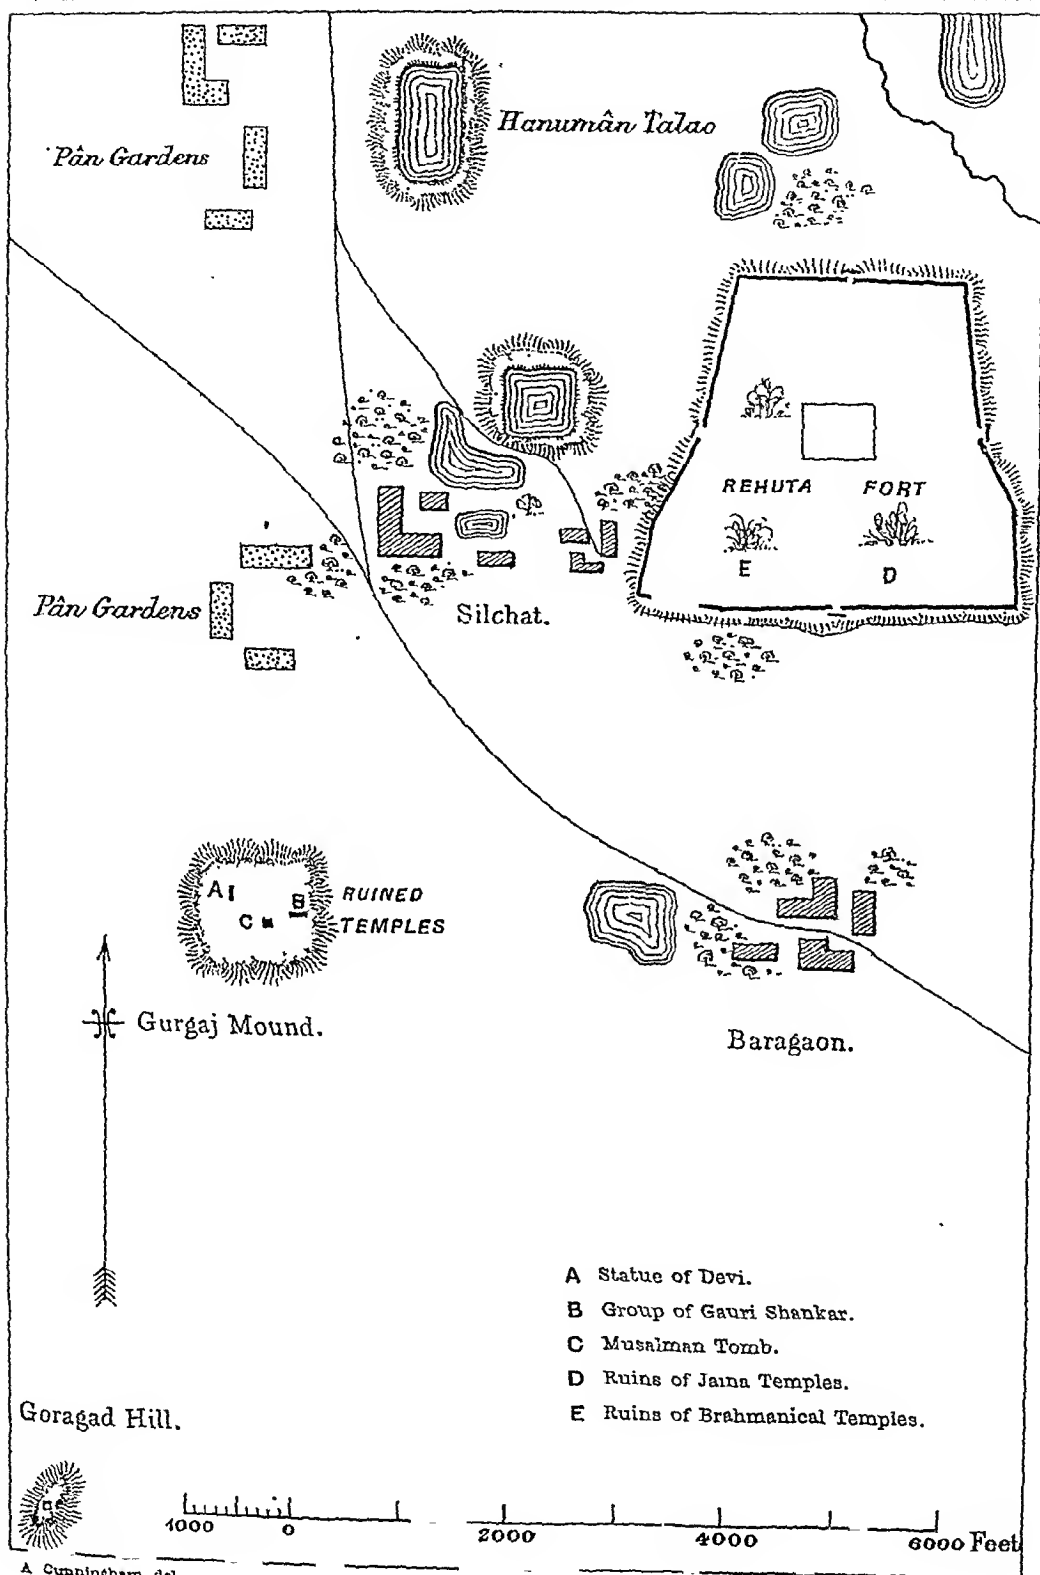 Hanumân Talao
Pân Gardens
REHUTA FORT
E D
Pân Gardens
Silchat.
A B RUINED
C TEMPLES
Gurgaj Mound.
Baragaon.
A Statue of Devi.
B Group of Gauri Shankar.
C Musalman Tomb.
D Ruins of Jaina Temples.
E Ruins of Brahmanical Temples.
Goragad Hill.
1000 0 2000 4000 6000 Feet
A Cunningham del